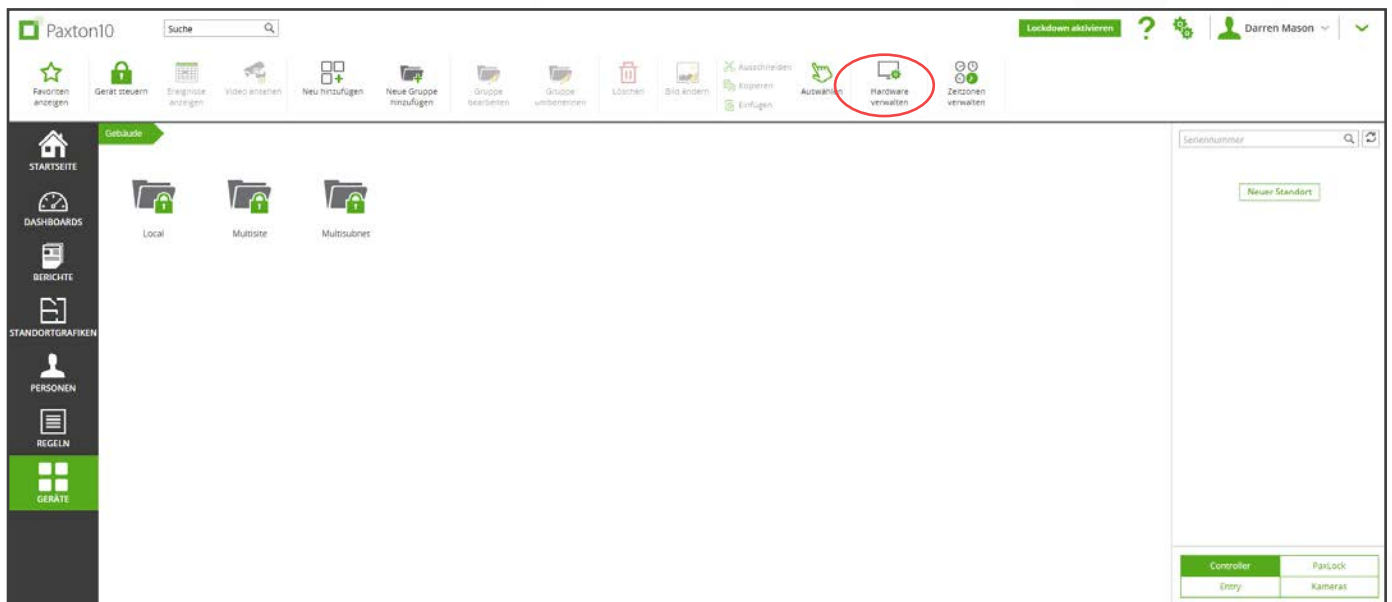 Paxton10
Suche
Lockdown aktivieren
?
Darren Mason
Favoriten
anzeigen
Gerät steuern
Ereignisse
anzeigen
Video ansehen
Neu hinzufügen
Neue Gruppe
hinzufügen
Gruppe
bearbeiten
Gruppe
umbenennen
Löschen
Bild ändern
Ausschneiden
Kopieren
Einfügen
Auswählen
Hardware
verwalten
Zeitzonen
verwalten
STARTSEITE
DASHBOARDS
BERICHTE
STANDORTGRAFIKEN
PERSONEN
REGELN
GERÄTE
Gebäude
Local
Multisite
Multisubnet
Seriennummer
Neuer Standort
Controller
PaxLock
Entry
Kameras